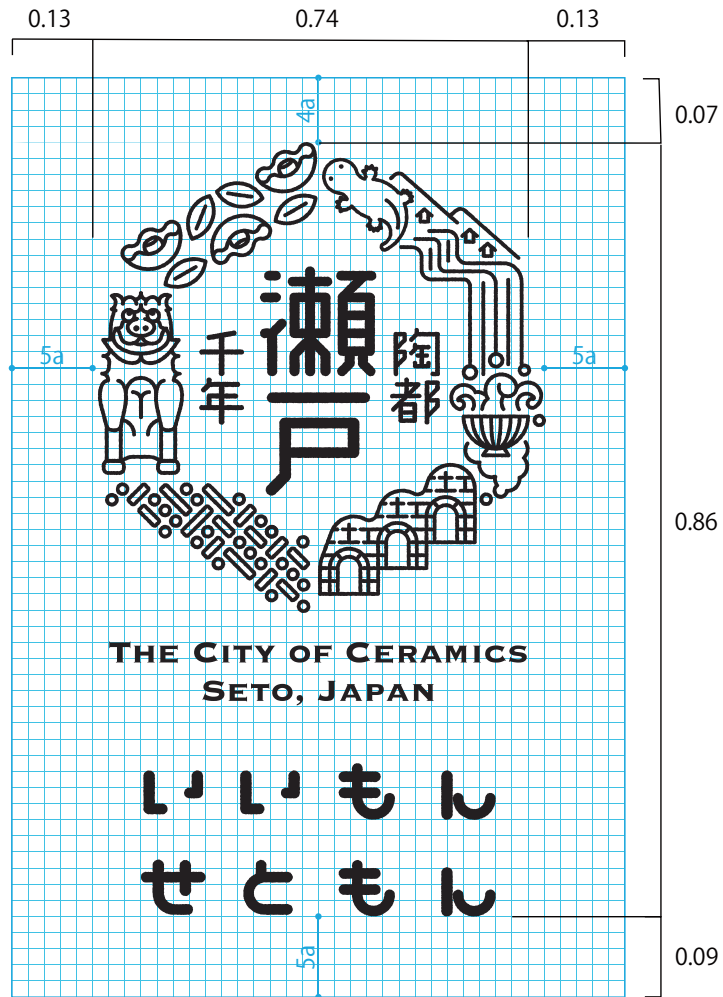 0.13 0.74 0.13
4a
0.07
瀬戸
千年
陶都
5a
5a
0.86
THE CITY OF CERAMICS
SETO, JAPAN
いいもん
せともん
5a
0.09